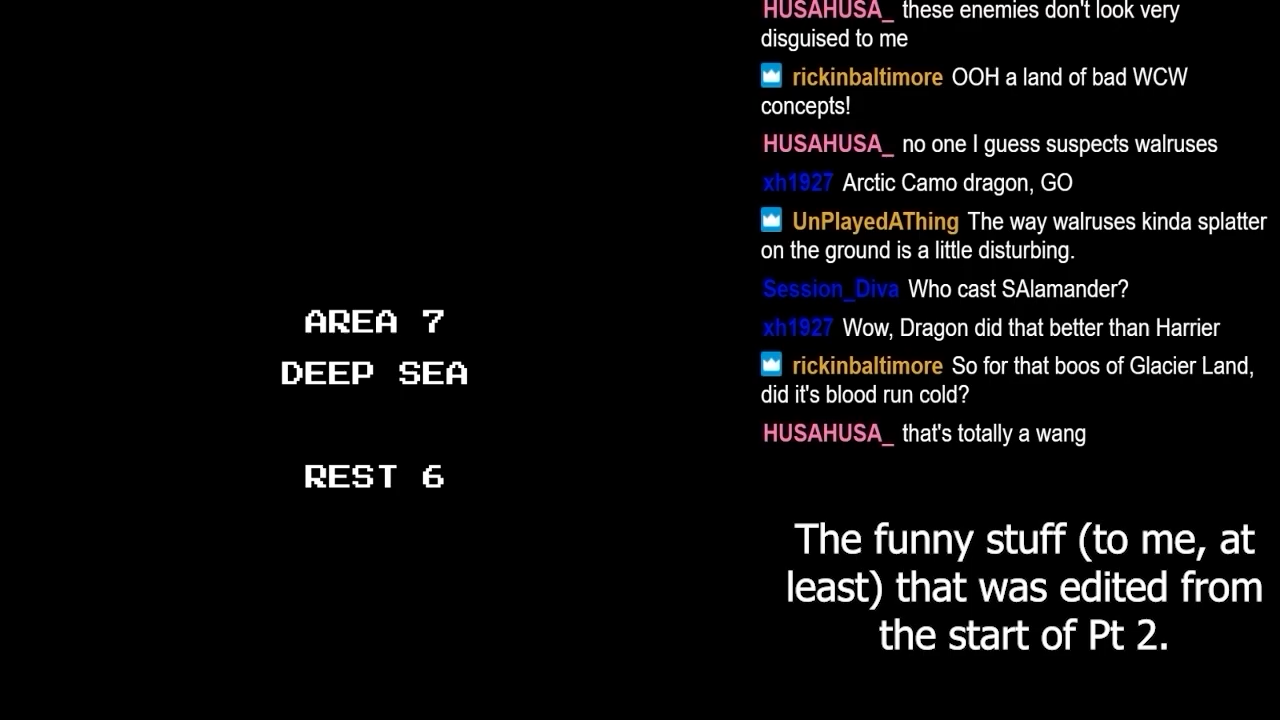 AREA 7
DEEP SEA
REST 6
HUSAHUSA_ these enemies don't look very
disguised to me
rickinbaltimore OOH a land of bad WCW
concepts!
HUSAHUSA_ no one I guess suspects walruses
xh1927 Arctic Camo dragon, GO
UnPlayedAThing The way walruses kinda splatter
on the ground is a little disturbing.
Session_Diva Who cast SAlamander?
xh1927 Wow, Dragon did that better than Harrier
rickinbaltimore So for that boos of Glacier Land,
did it's blood run cold?
HUSAHUSA_ that's totally a wang
The funny stuff (to me, at
least) that was edited from
the start of Pt 2.